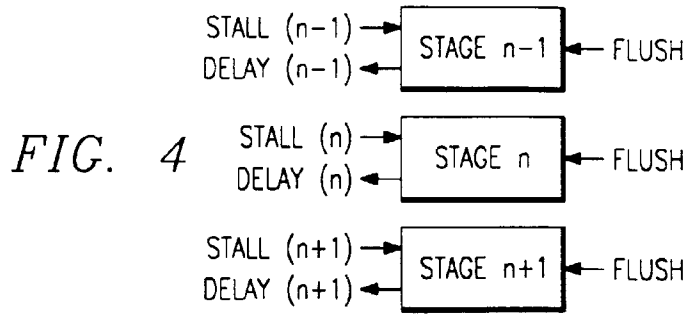 STALL (n-1)
DELAY (n-1)
STAGE n-1
FLUSH
FIG. 4
STALL (n)
DELAY (n)
STAGE n
FLUSH
STALL (n+1)
DELAY (n+1)
STAGE n+1
FLUSH